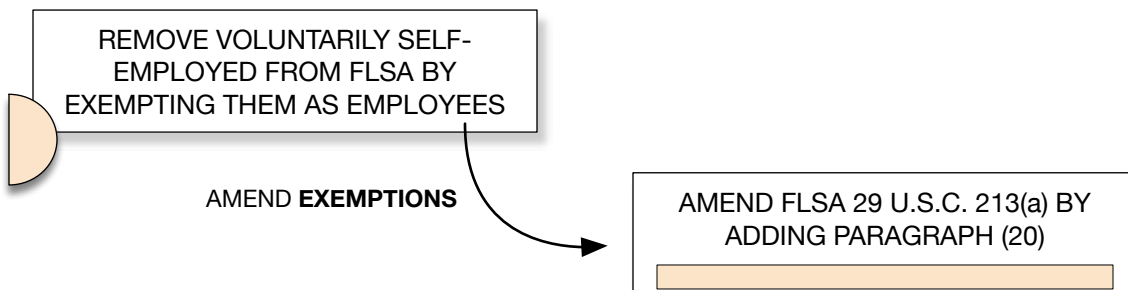 REMOVE VOLUNTARILY SELF-
EMPLOYED FROM FLSA BY
EXEMPTING THEM AS EMPLOYEES
AMEND EXEMPTIONS
AMEND FLSA 29 U.S.C. 213(a) BY
ADDING PARAGRAPH (20)